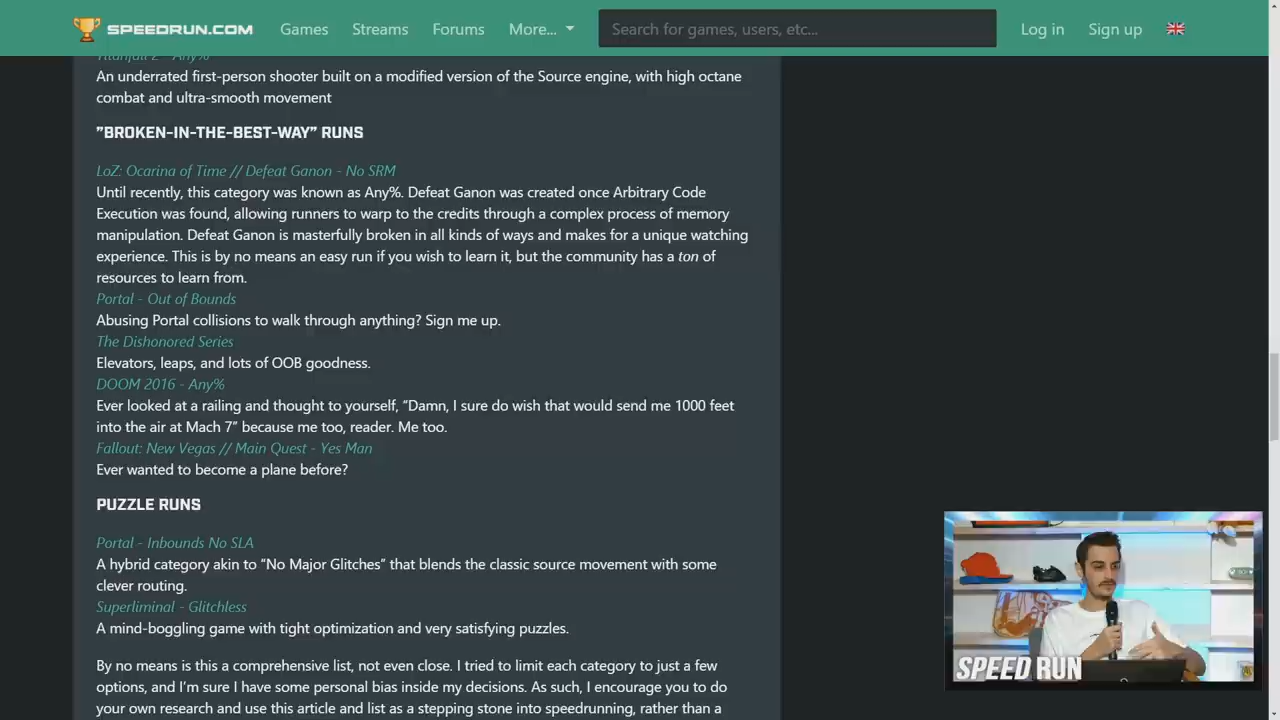 SPEEDRUN.COM Games Streams Forums More... Search for games, users, etc... Log in Sign up
Titanfall 2 - Any%
An underrated first-person shooter built on a modified version of the Source engine, with high octane
combat and ultra-smooth movement
"BROKEN-IN-THE-BEST-WAY" RUNS
LoZ: Ocarina of Time // Defeat Ganon - No SRM
Until recently, this category was known as Any%. Defeat Ganon was created once Arbitrary Code
Execution was found, allowing runners to warp to the credits through a complex process of memory
manipulation. Defeat Ganon is masterfully broken in all kinds of ways and makes for a unique watching
experience. This is by no means an easy run if you wish to learn it, but the community has a ton of
resources to learn from.
Portal - Out of Bounds
Abusing Portal collisions to walk through anything? Sign me up.
The Dishonored Series
Elevators, leaps, and lots of OOB goodness.
DOOM 2016 - Any%
Ever looked at a railing and thought to yourself, "Damn, I sure do wish that would send me 1000 feet
into the air at Mach 7" because me too, reader. Me too.
Fallout: New Vegas // Main Quest - Yes Man
Ever wanted to become a plane before?
PUZZLE RUNS
Portal - Inbounds No SLA
A hybrid category akin to "No Major Glitches" that blends the classic source movement with some
clever routing.
Superliminal - Glitchless
A mind-boggling game with tight optimization and very satisfying puzzles.
By no means is this a comprehensive list, not even close. I tried to limit each category to just a few
options, and I'm sure I have some personal bias inside my decisions. As such, I encourage you to do
your own research and use this article and list as a stepping stone into speedrunning, rather than a
SPEED RUN